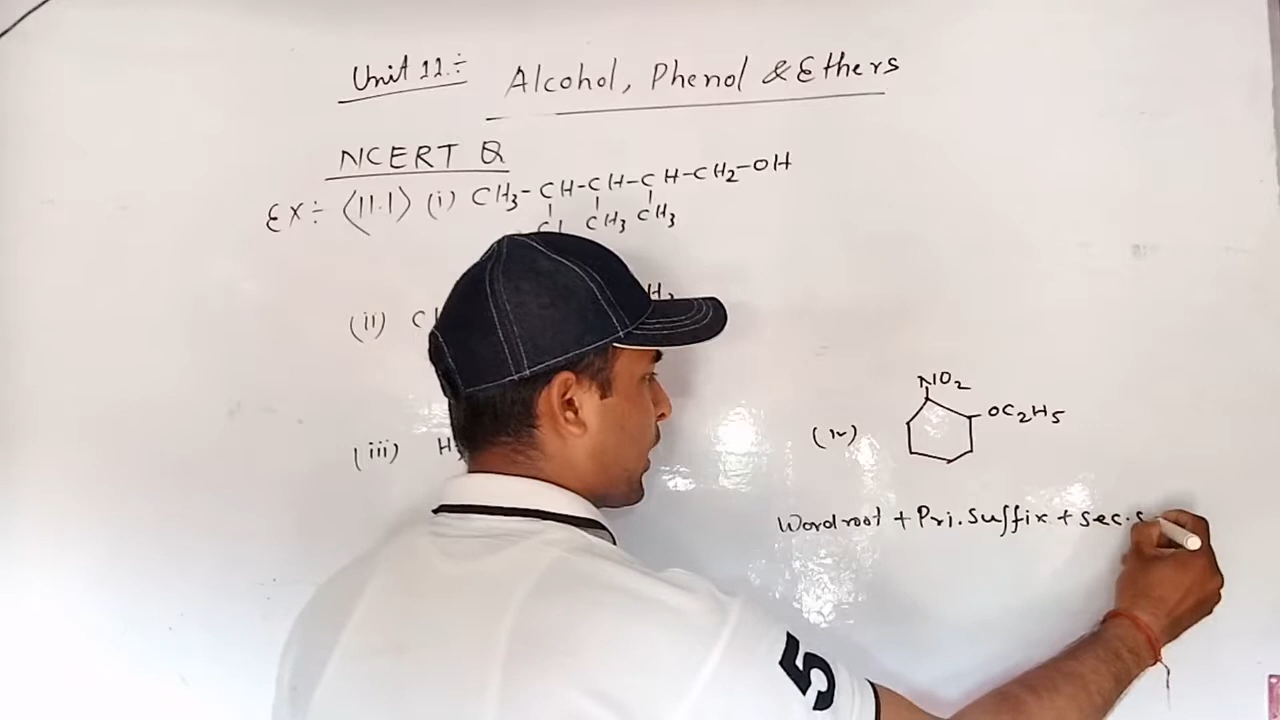 Unit 11 :-
Alcohol, Phenol & Ethers
NCERT Q
Ex :- <11.1> (i) CH3-CH-CH-CH-CH2-OH
Cl CH3 CH3
(ii)
NO2
OC2H5
(iv)
(iii)
Word root + Pri. Suffix + Sec. S
5